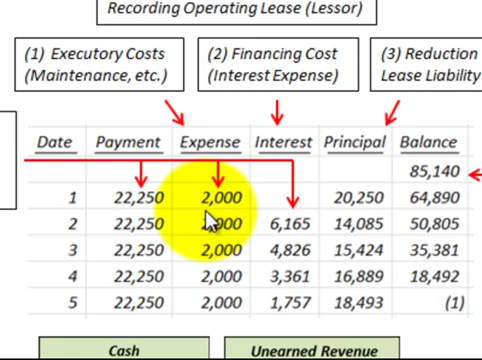 Recording Operating Lease (Lessor)
(1) Executory Costs
(Maintenance, etc.)
(2) Financing Cost
(Interest Expense)
(3) Reduction
Lease Liability
Date Payment Expense Interest Principal Balance
85,140
1 22,250 2,000 20,250 64,890
2 22,250 2,000 6,165 14,085 50,805
3 22,250 2,000 4,826 15,424 35,381
4 22,250 2,000 3,361 16,889 18,492
5 22,250 2,000 1,757 18,493 (1)
Cash Unearned Revenue